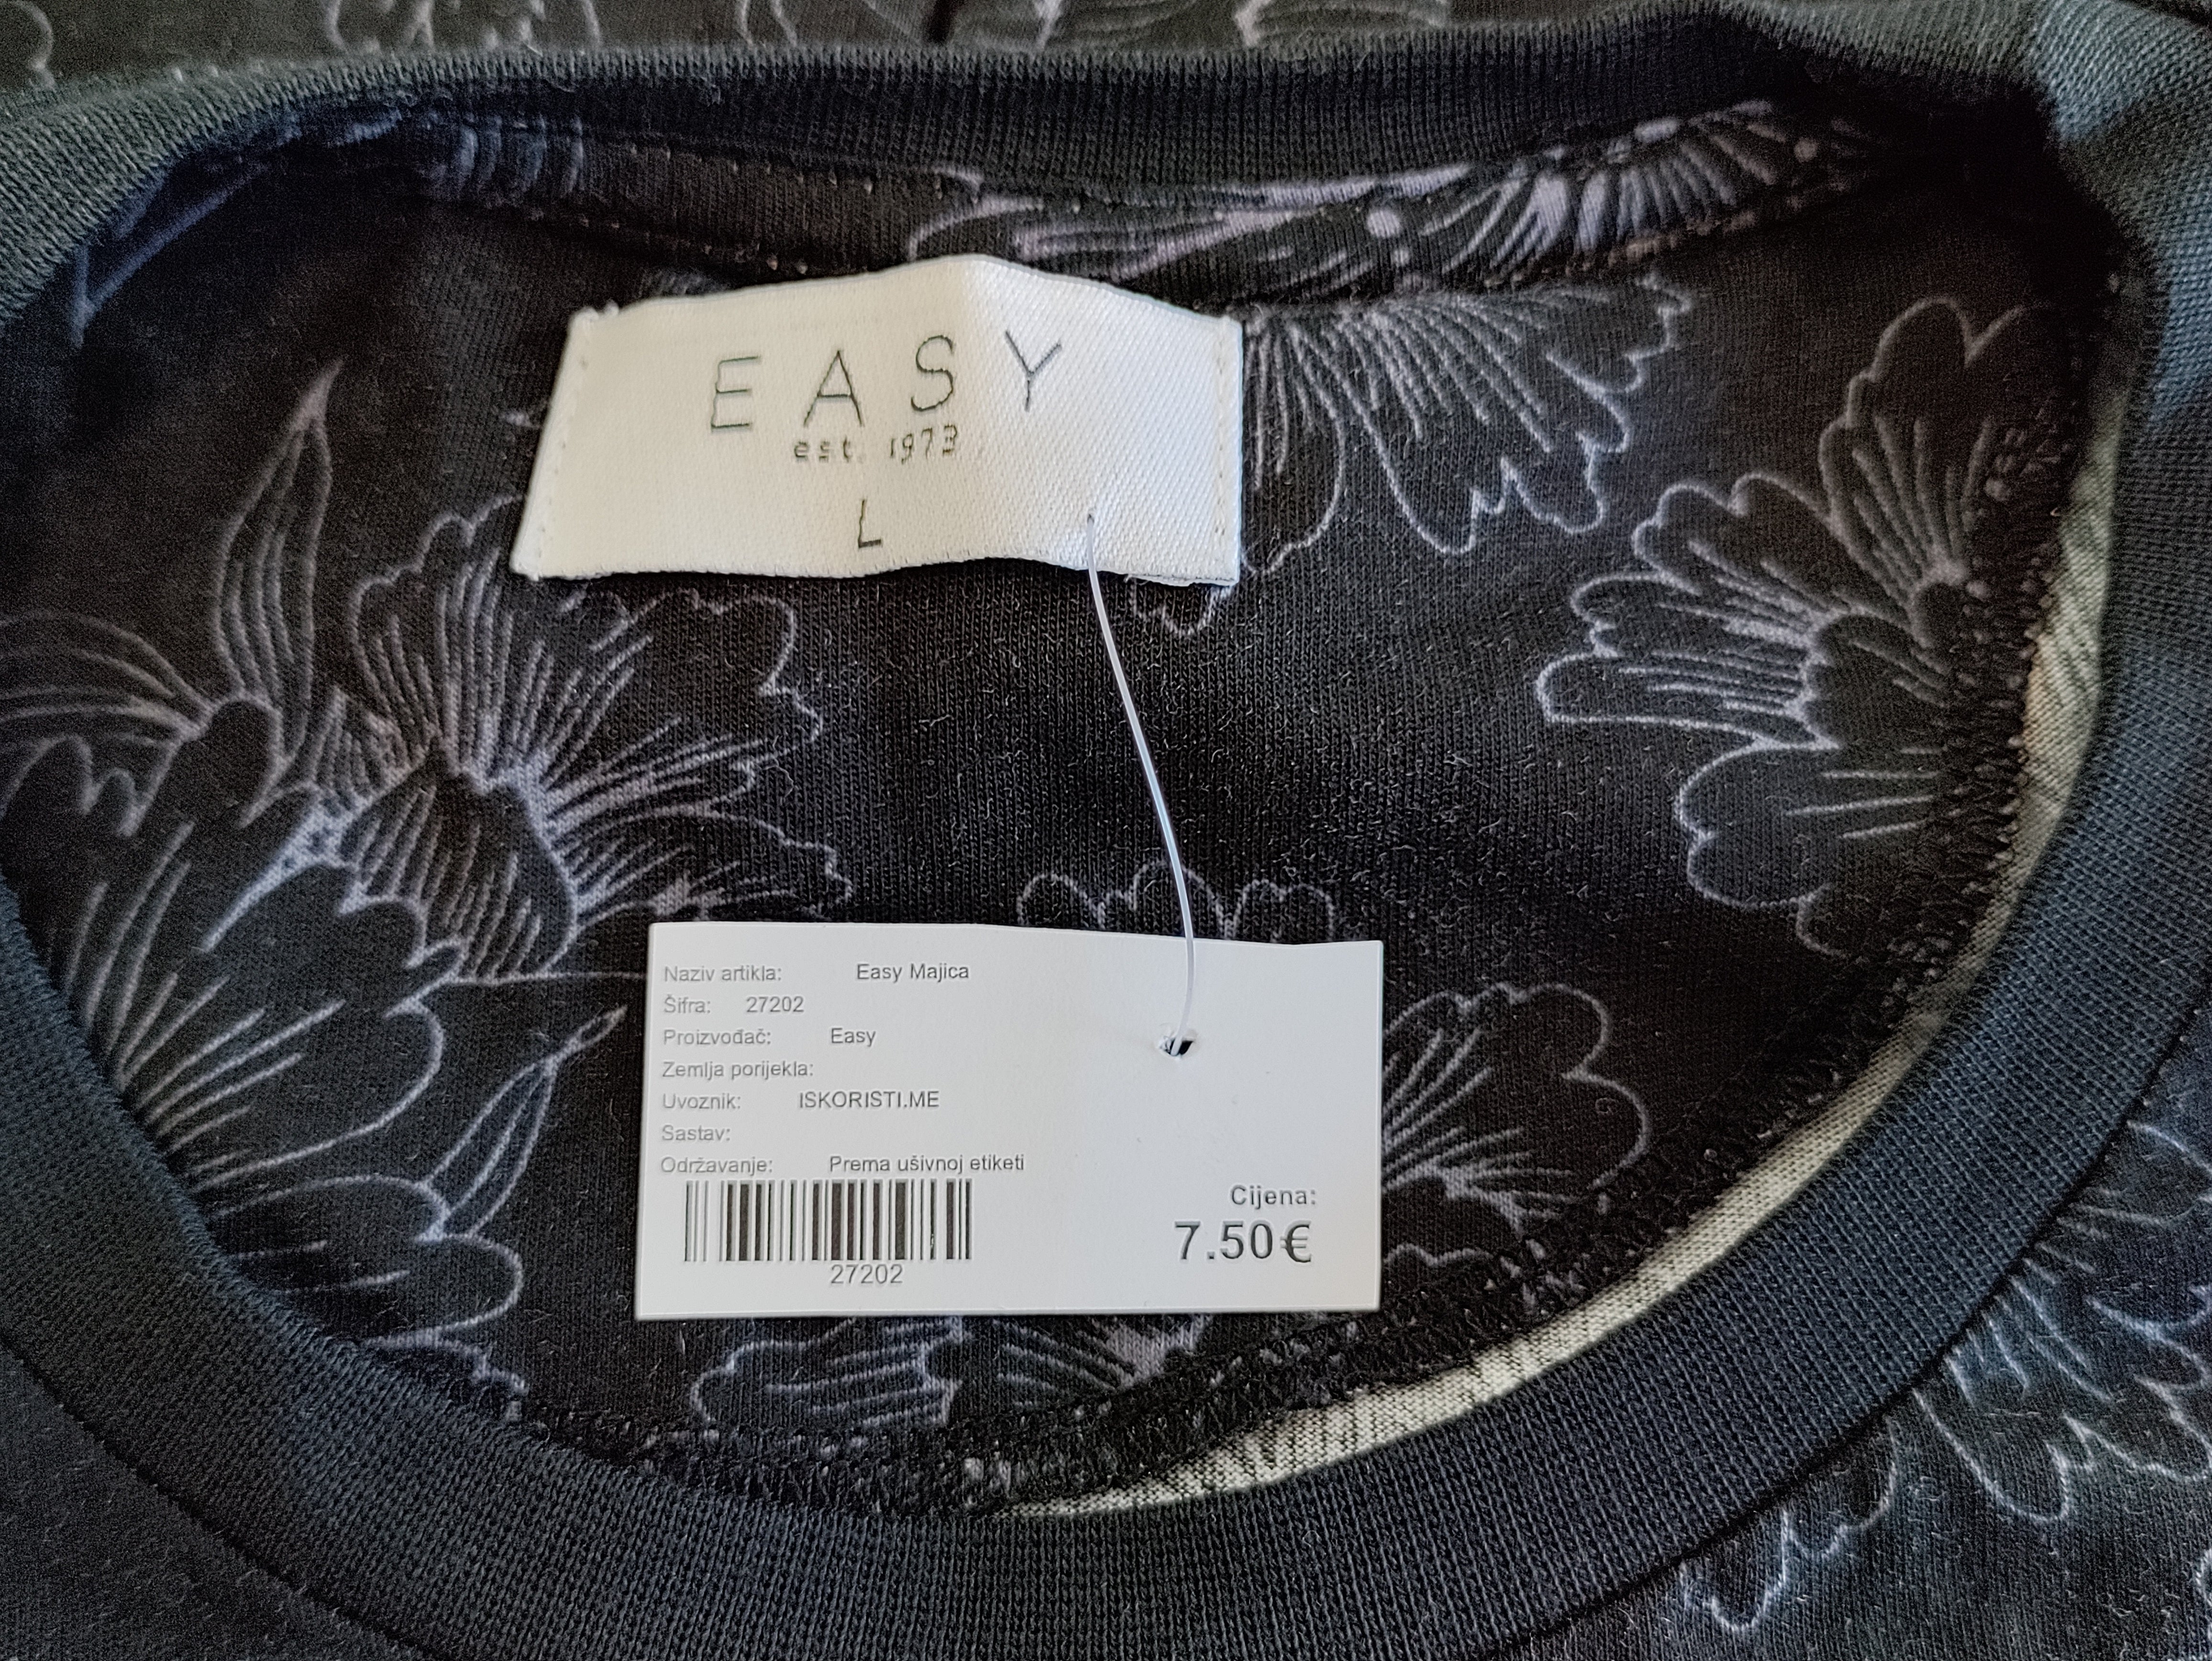 EASY
est. 1973
L
Naziv artikla: Easy Majica
Šifra: 27202
Proizvođač: Easy
Zemlja porijekla:
Uvoznik: ISKORISTI.ME
Sastav:
Održavanje: Prema ušivnoj etiketi
27202
Cijena:
7.50€